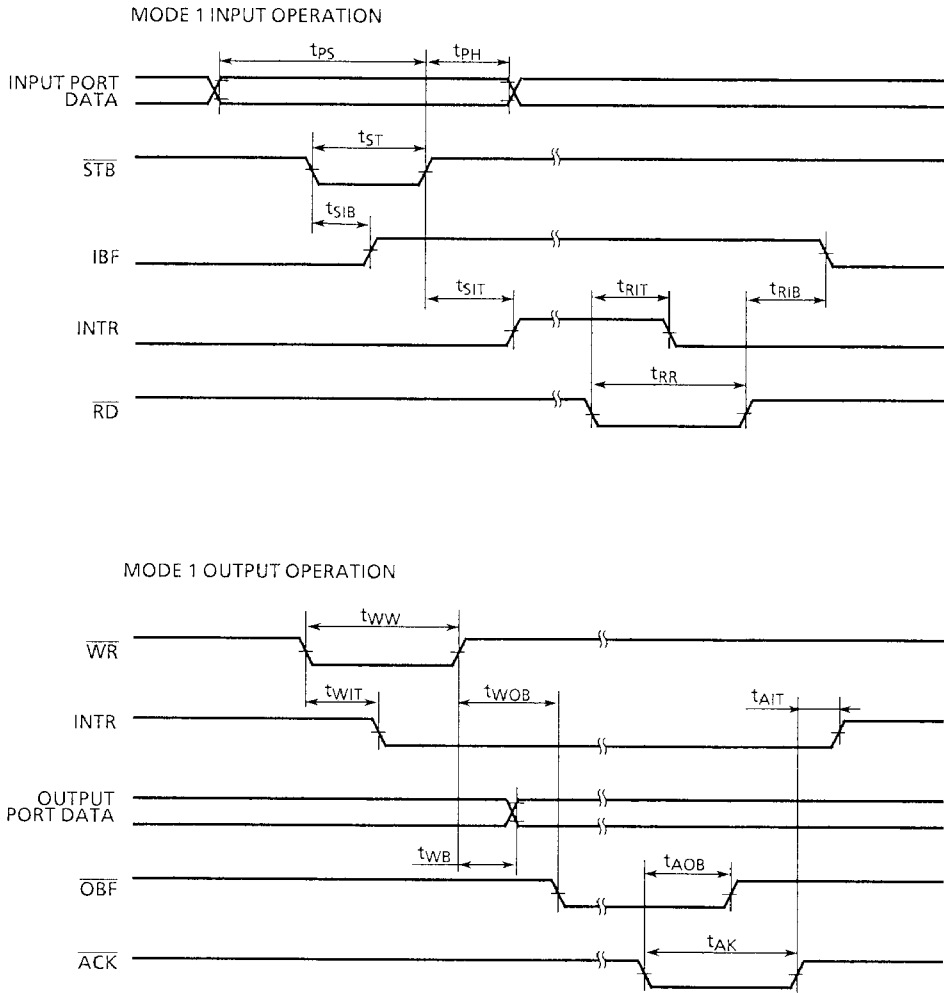 MODE 1 INPUT OPERATION
tPS
tPH
INPUT PORT
DATA
tST
STB
tSIB
IBF
tSIT
tRIT
tRIB
INTR
tRR
RD
MODE 1 OUTPUT OPERATION
tWW
WR
tWIT
tWOB
tAIT
INTR
OUTPUT
PORT DATA
tWB
tAOB
OBF
tAK
ACK